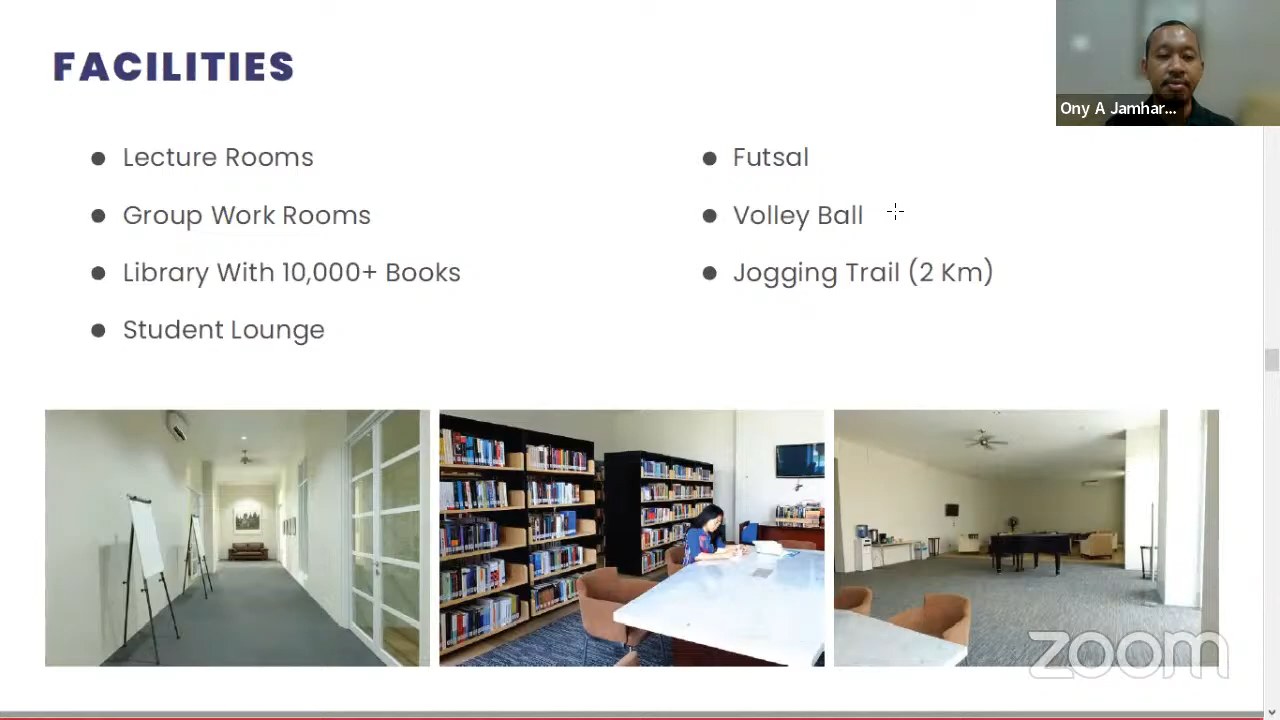 FACILITIES
Ony A Jamhar...
Lecture Rooms
Group Work Rooms
Library With 10,000+ Books
Student Lounge
Futsal
Volley Ball
Jogging Trail (2 Km)
zoom